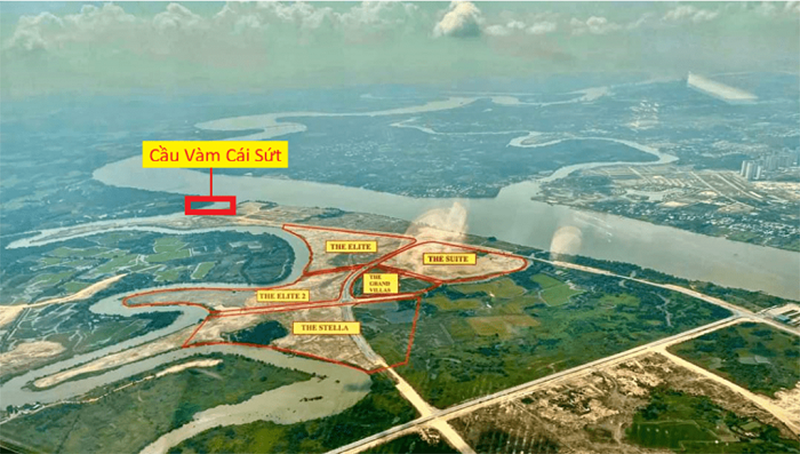 Cầu Vàm Cái Sứt
THE ELITE
THE SUITE
THE
GRAND
VILLAS
THE ELITE 2
THE STELLA